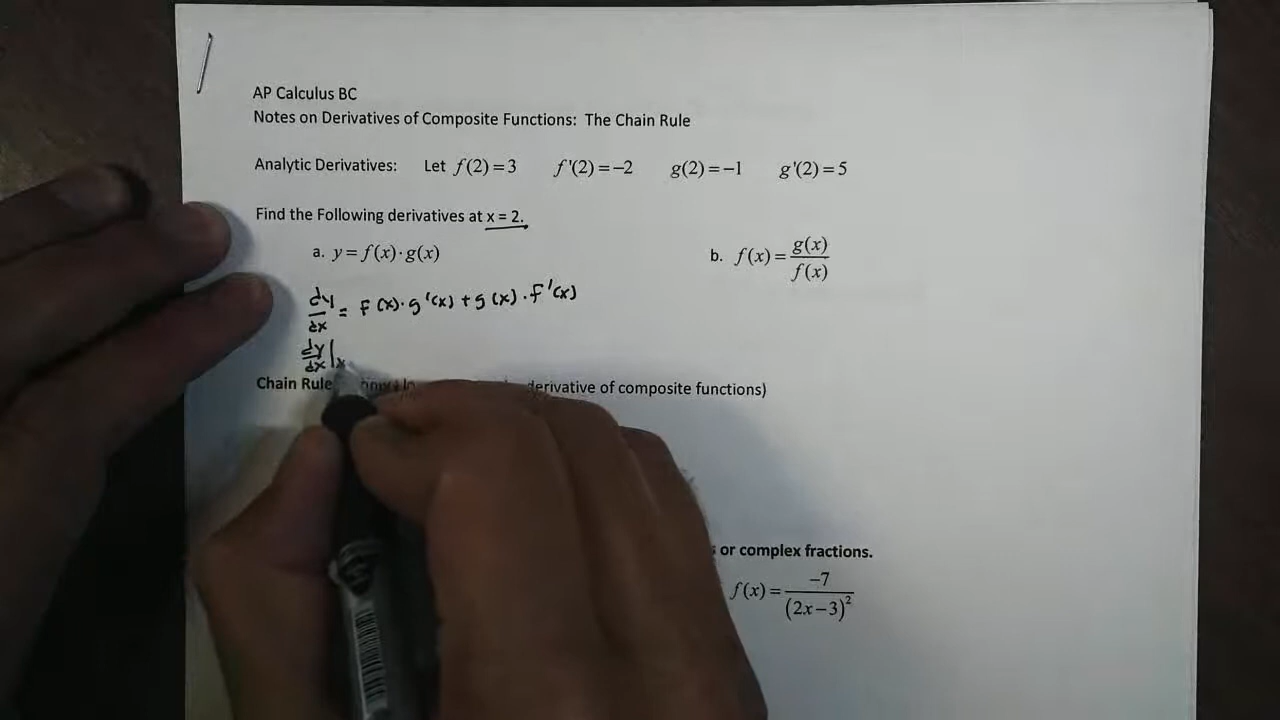 AP Calculus BC
Notes on Derivatives of Composite Functions: The Chain Rule
Analytic Derivatives: Let f(2)=3 f'(2)=−2 g(2)=−1 g'(2)=5
Find the Following derivatives at x = 2.
a. y=f(x)·g(x) b. f(x)=g(x)/f(x)
dy/dx = f(x)·g'(x)+g(x)·f'(x)
dy/dx|x
Chain Rule derivative of composite functions)
or complex fractions.
f(x)=−7/(2x−3)²